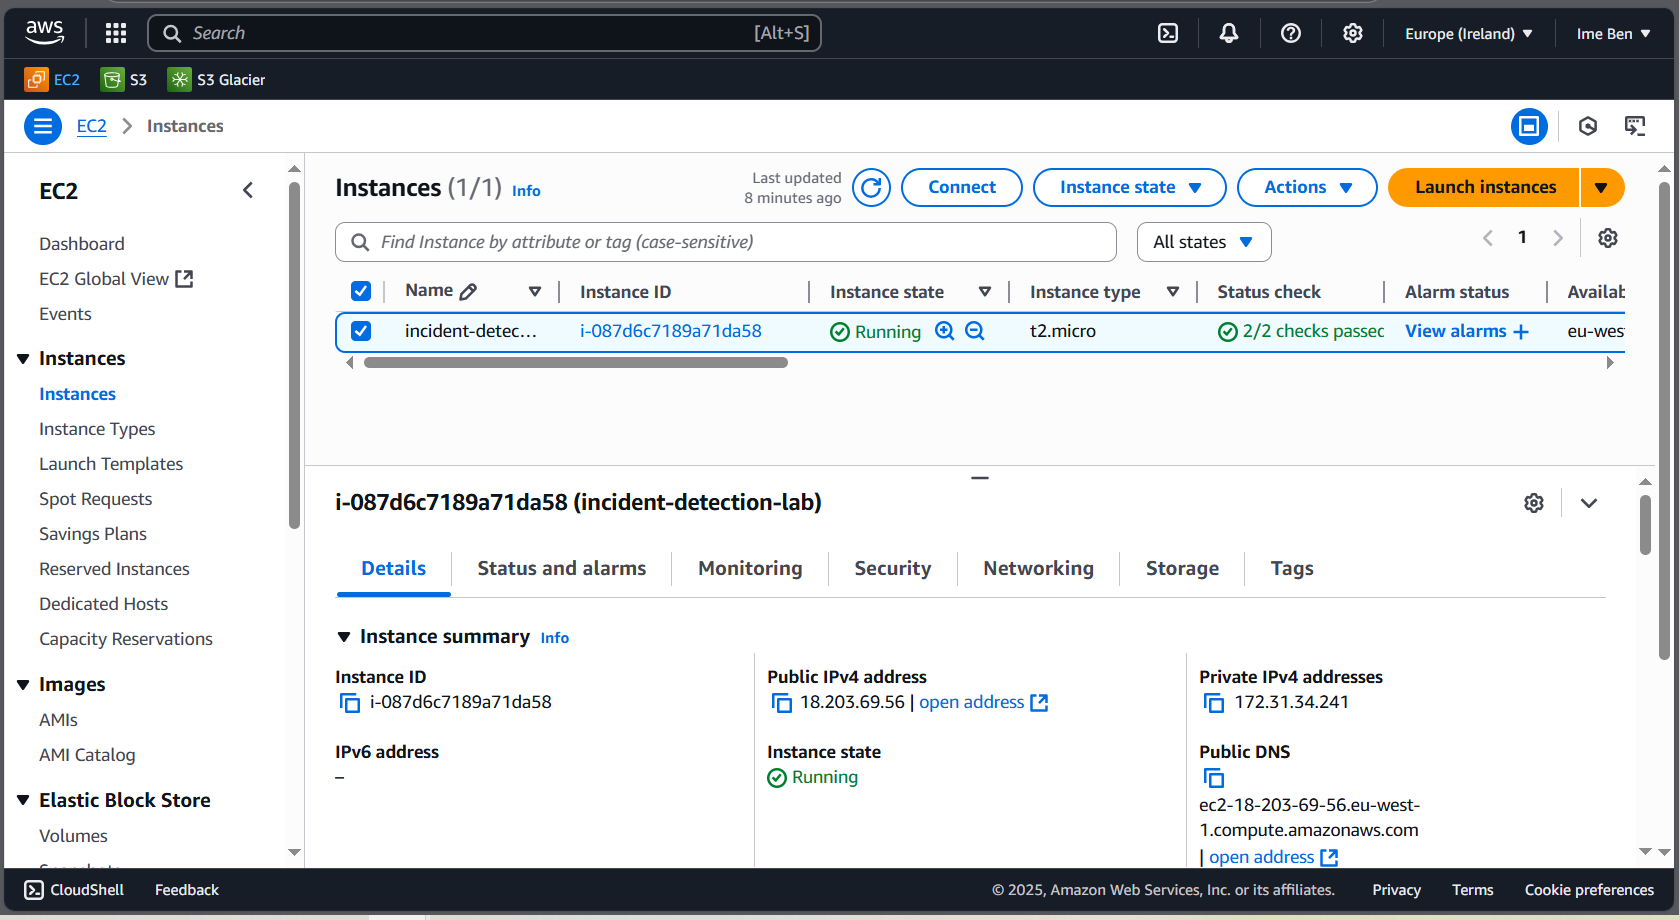 aws
Search [Alt+S]
Europe (Ireland)
Ime Ben
EC2
S3
S3 Glacier
EC2 Instances
EC2
Dashboard
EC2 Global View
Events
Instances
Instances
Instance Types
Launch Templates
Spot Requests
Savings Plans
Reserved Instances
Dedicated Hosts
Capacity Reservations
Images
AMIs
AMI Catalog
Elastic Block Store
Volumes
Instances (1/1) Info
Last updated
8 minutes ago
Connect
Instance state
Actions
Launch instances
Find Instance by attribute or tag (case-sensitive)
All states
1
Name Instance ID Instance state Instance type Status check Alarm status Availab
incident-detec... i-087d6c7189a71da58 Running t2.micro 2/2 checks passec View alarms + eu-wes
i-087d6c7189a71da58 (incident-detection-lab)
Details Status and alarms Monitoring Security Networking Storage Tags
Instance summary Info
Instance ID
i-087d6c7189a71da58
IPv6 address
–
Public IPv4 address
18.203.69.56 | open address
Instance state
Running
Private IPv4 addresses
172.31.34.241
Public DNS
ec2-18-203-69-56.eu-west-
1.compute.amazonaws.com
| open address
CloudShell Feedback
© 2025, Amazon Web Services, Inc. or its affiliates. Privacy Terms Cookie preferences